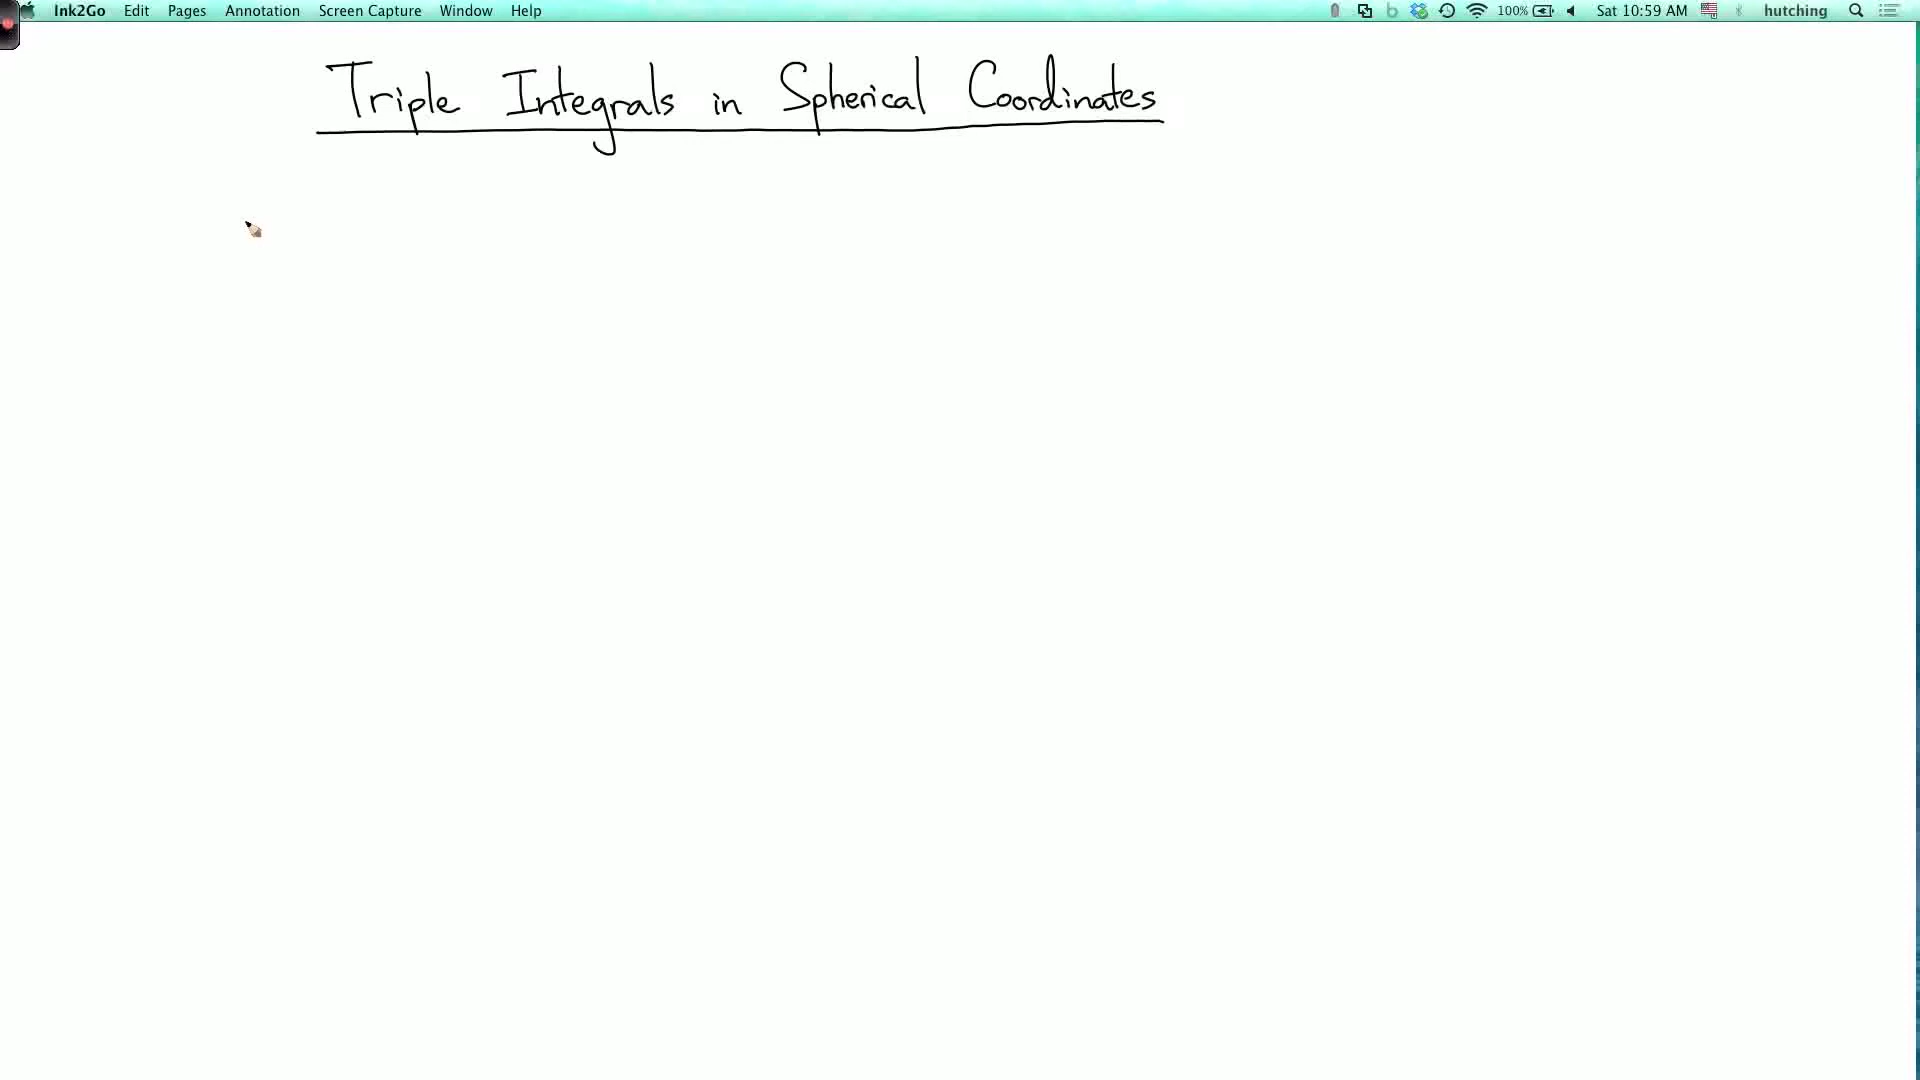 Ink2Go Edit Pages Annotation Screen Capture Window Help 100% Sat 10:59 AM hutching
Triple Integrals in Spherical Coordinates